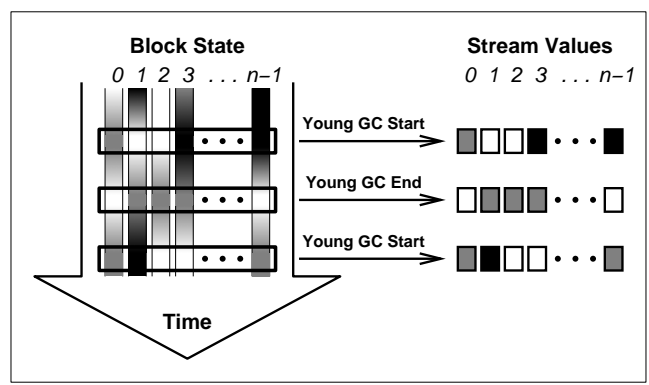 Block State Stream Values
0 1 2 3 ... n–1 0 1 2 3 ... n–1
Young GC Start
Young GC End
Young GC Start
Time